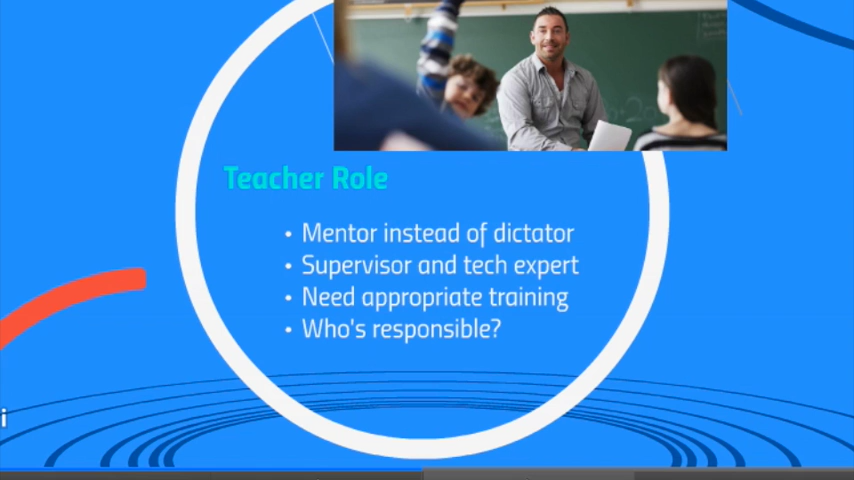 Teacher Role
• Mentor instead of dictator
• Supervisor and tech expert
• Need appropriate training
• Who's responsible?
i